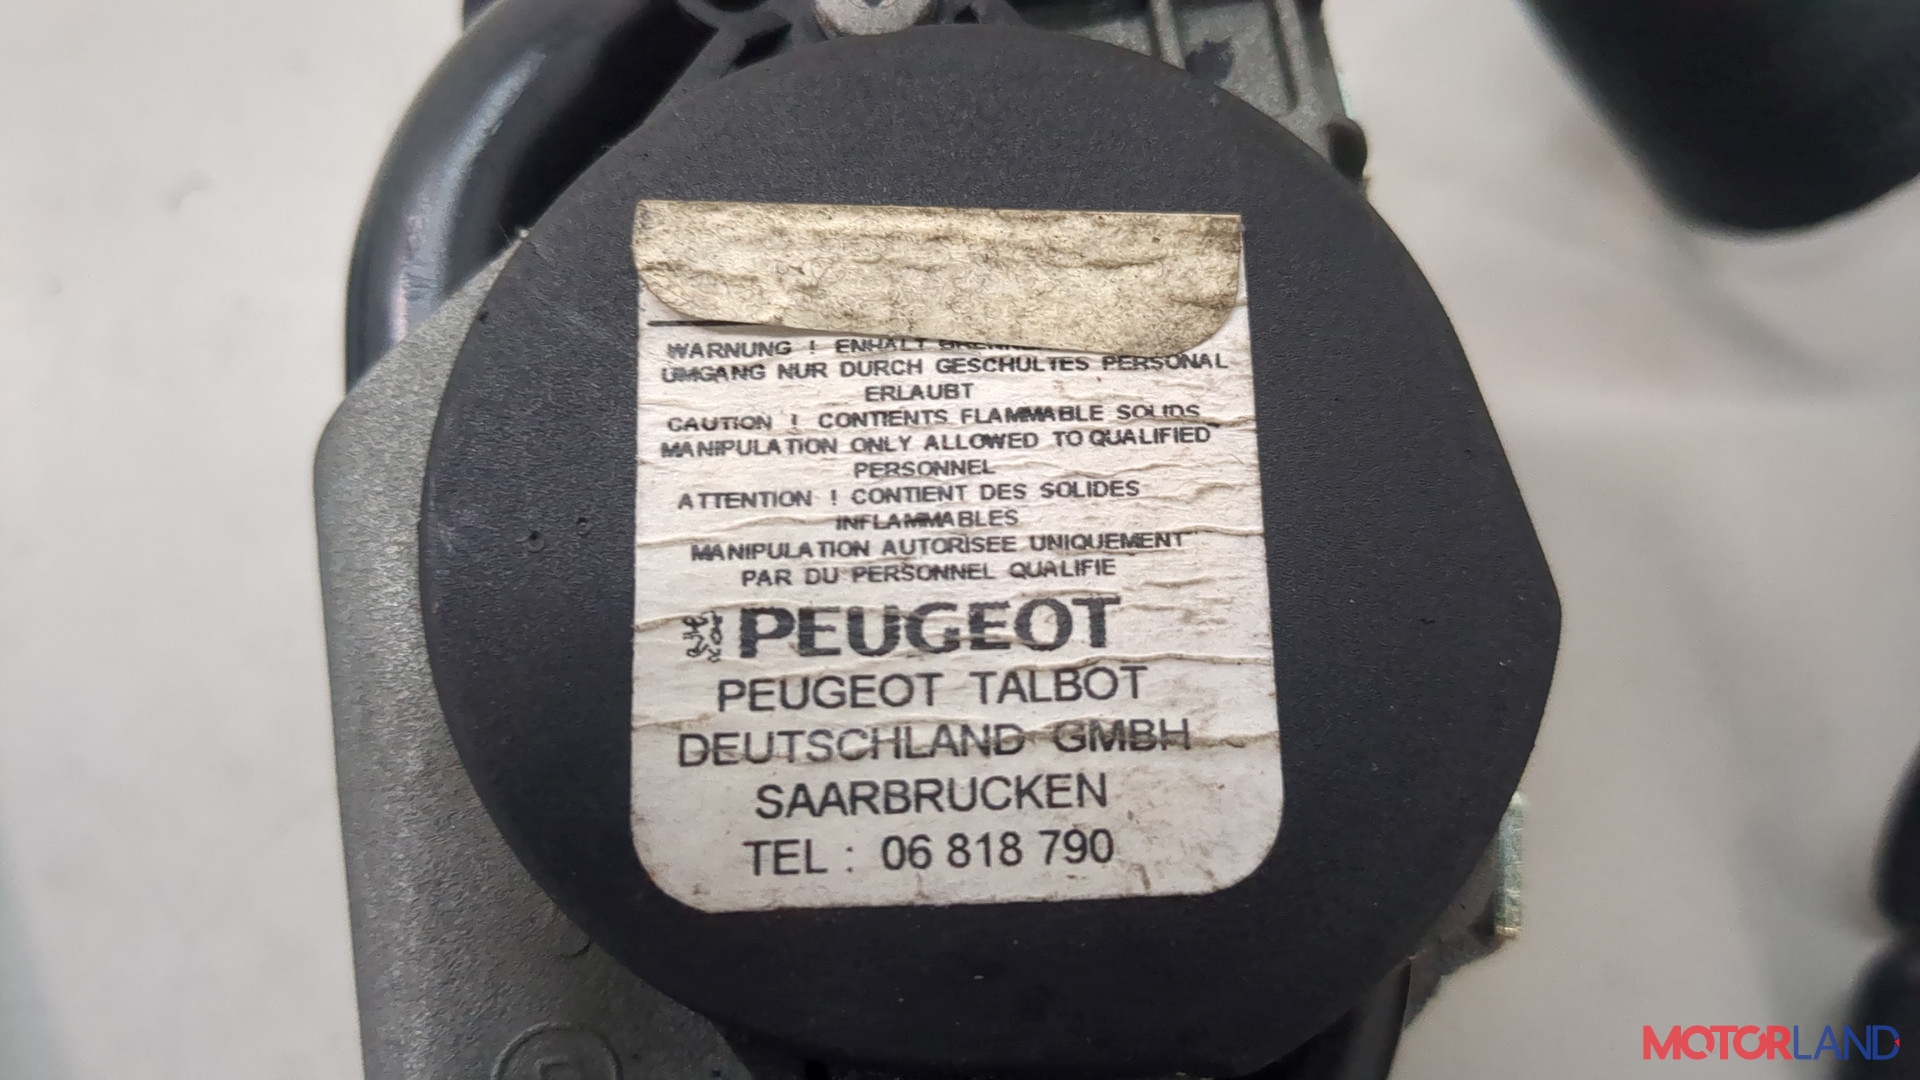 WARNUNG ! ENHALT
UMGANG NUR DURCH GESCHULTES PERSONAL
ERLAUBT
CAUTION ! CONTIENTS FLAMMABLE SOLIDS
MANIPULATION ONLY ALLOWED TO QUALIFIED
PERSONNEL
ATTENTION ! CONTIENT DES SOLIDES
INFLAMMABLES
MANIPULATION AUTORISEE UNIQUEMENT
PAR DU PERSONNEL QUALIFIE
PEUGEOT
PEUGEOT TALBOT
DEUTSCHLAND GMBH
SAARBRUCKEN
TEL : 06 818 790
MOTORLAND